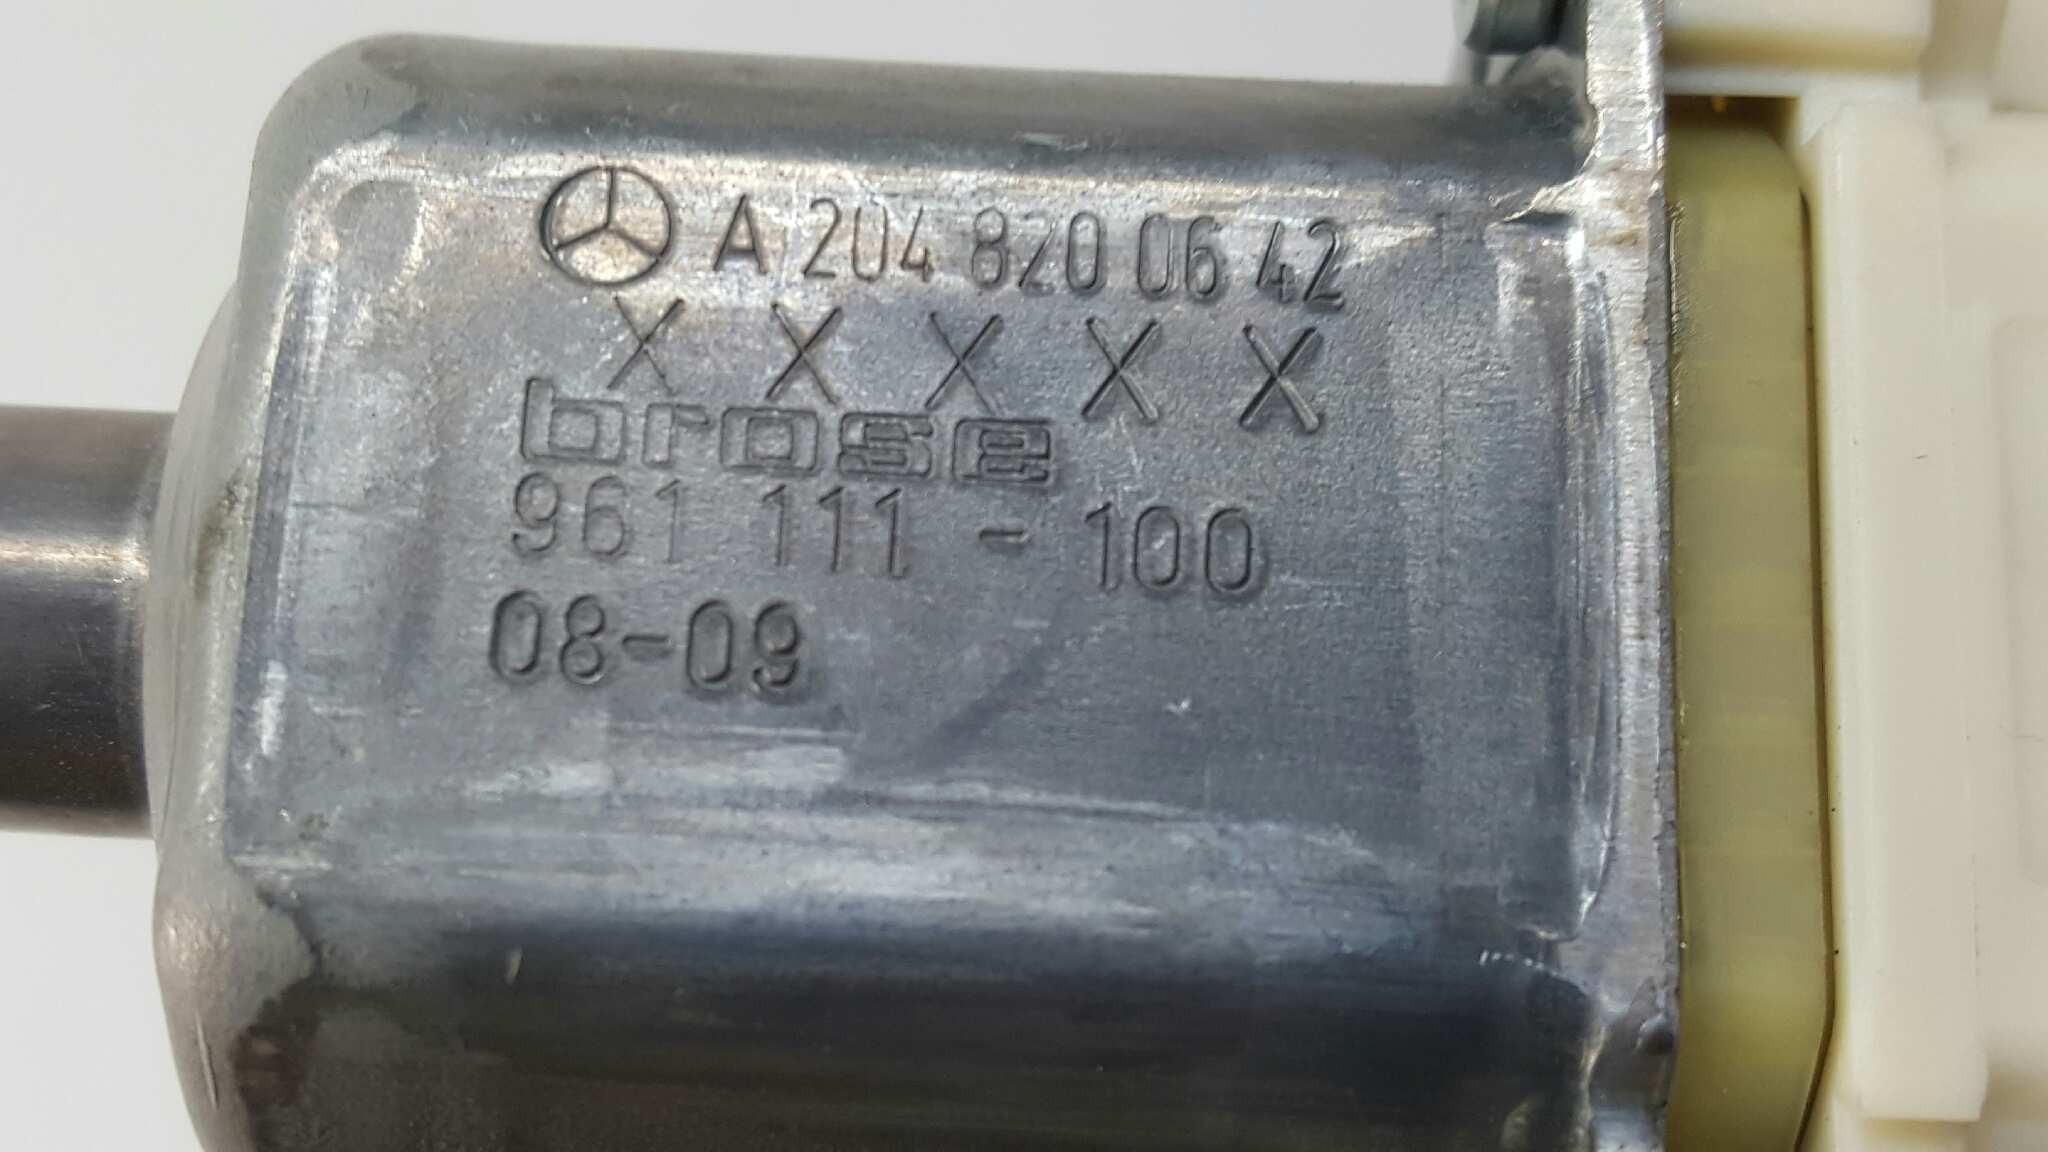 A 204 820 06 42
X X X X X
brose
961 111 - 100
08-09